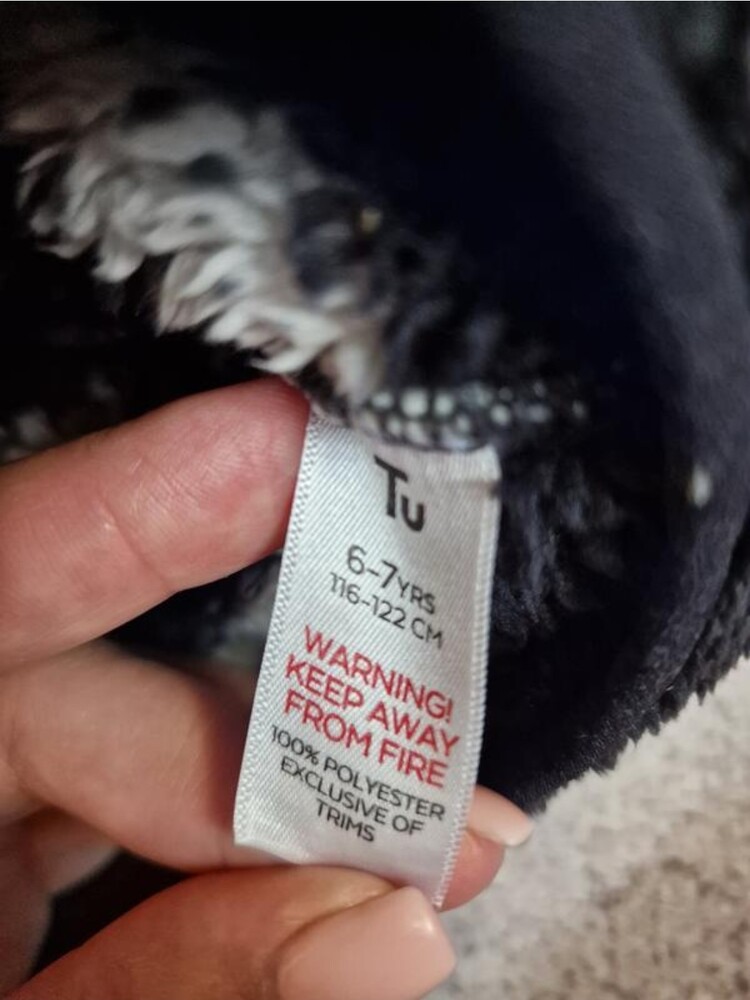 Tu
6-7YRS
116-122 CM
WARNING!
KEEP AWAY
FROM FIRE
100% POLYESTER
EXCLUSIVE OF
TRIMS